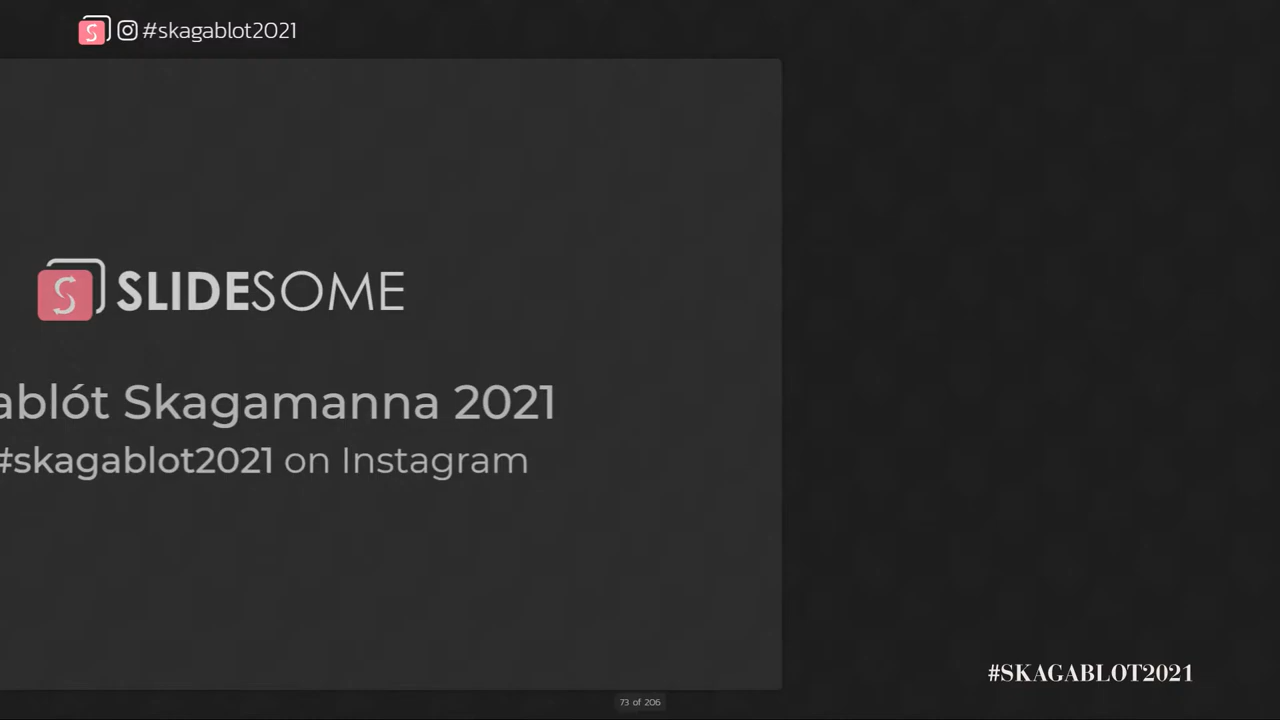 #skagablot2021
SLIDESOME
ablót Skagamanna 2021
#skagablot2021 on Instagram
73 of 206
#SKAGABLOT2021